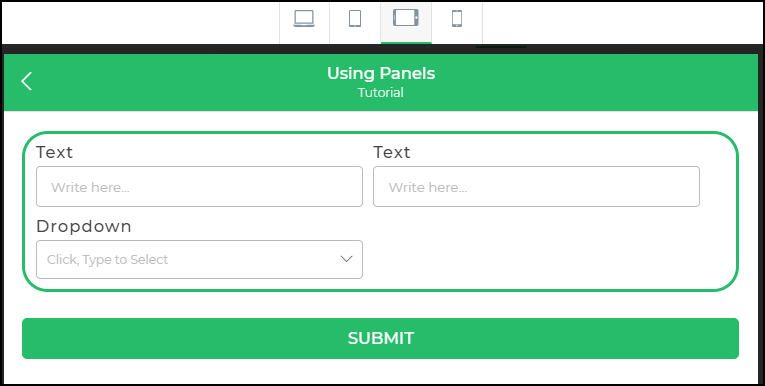 Using Panels
Tutorial
Text
Text
Write here...
Write here...
Dropdown
Click, Type to Select
SUBMIT